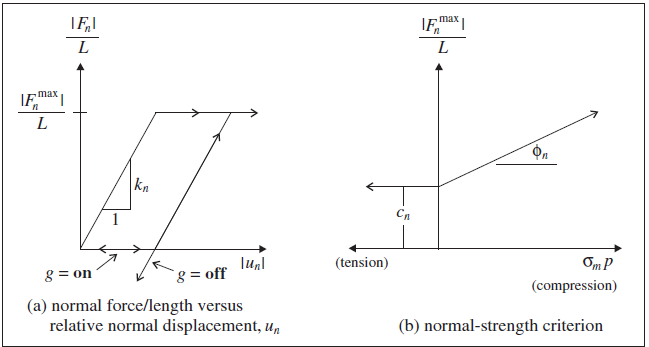 |Fn|
L
|Fn^max|
L
kn
1
g = on
g = off
|un|
(a) normal force/length versus
relative normal displacement, un
|Fn^max|
L
ϕn
cn
(tension)
σm p
(compression)
(b) normal-strength criterion